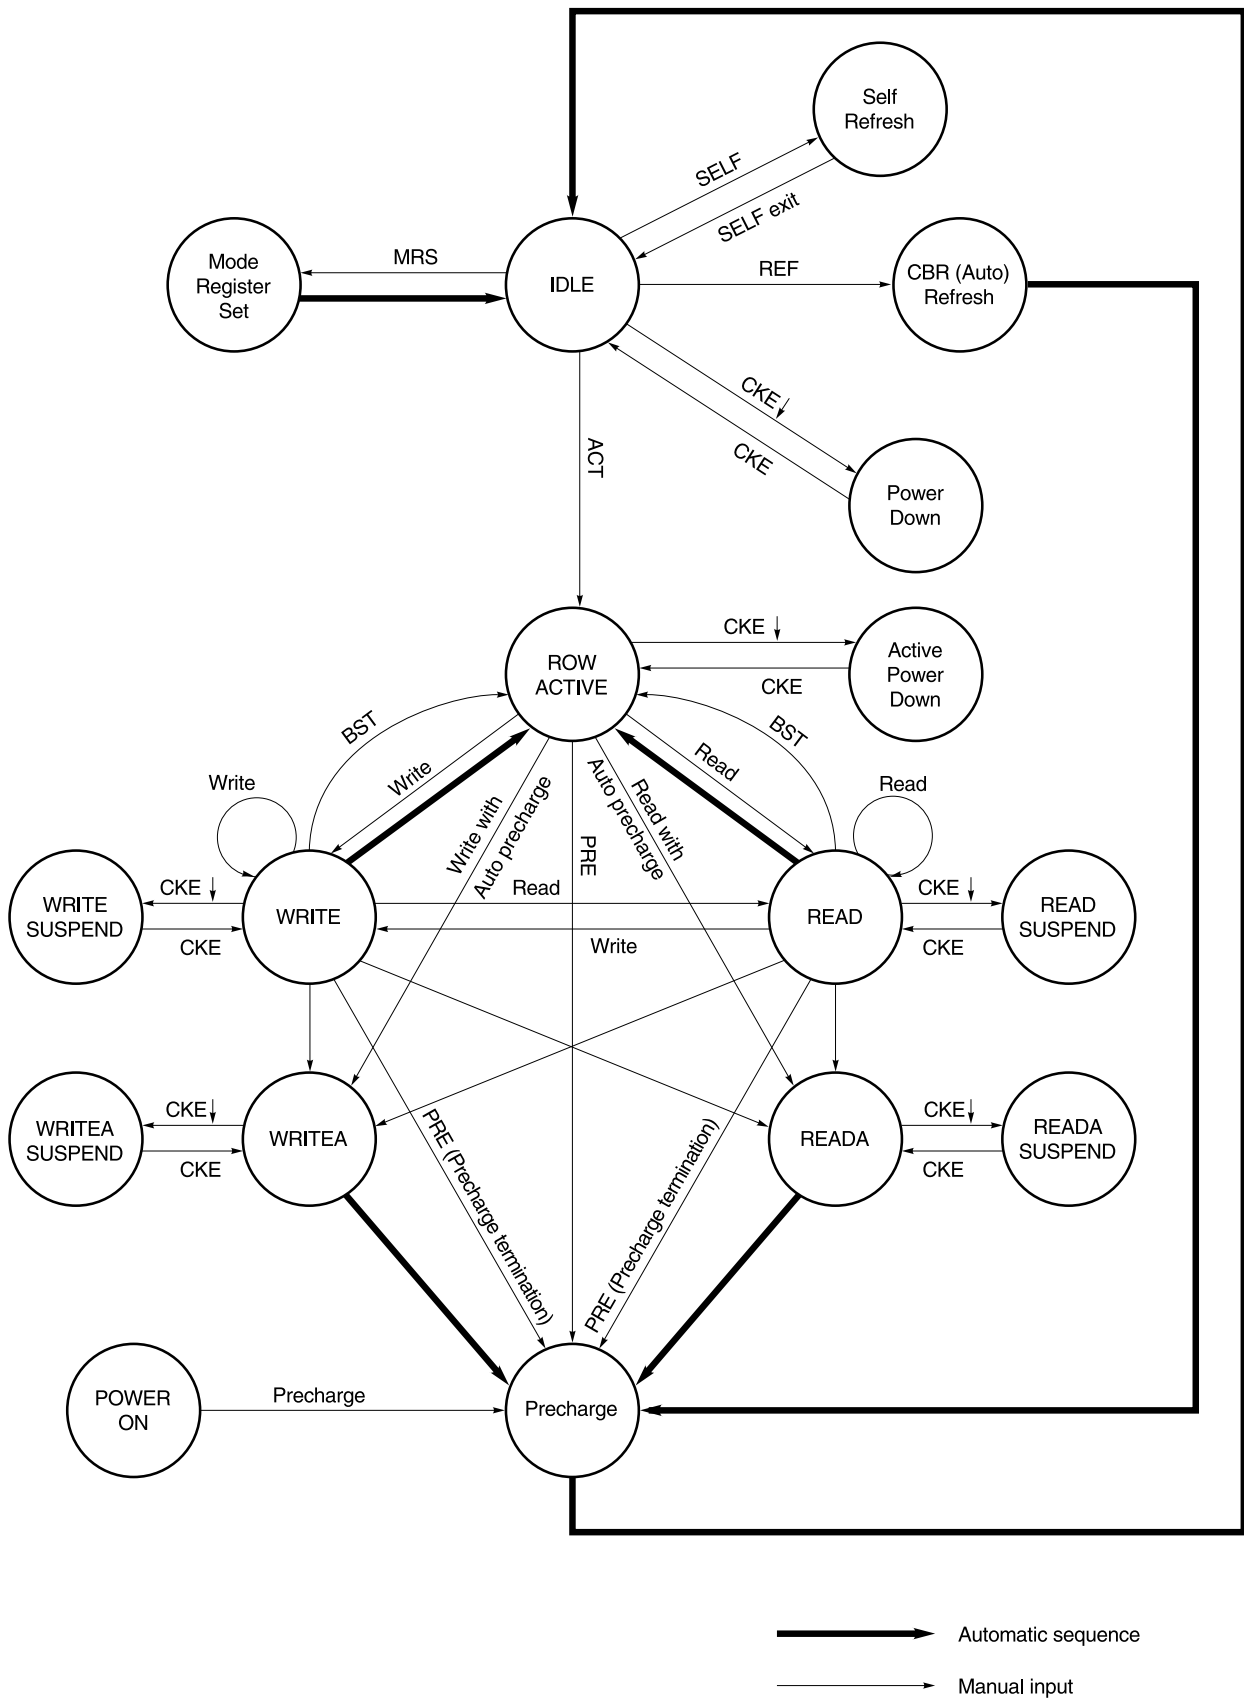 Self
Refresh
SELF
SELF exit
Mode
Register
Set
MRS
IDLE
REF
CBR (Auto)
Refresh
CKE↓
CKE
ACT
Power
Down
ROW
ACTIVE
CKE ↓
CKE
Active
Power
Down
BST
BST
Write
Read
Write
Read
Write with
Auto precharge
PRE
Read with
Auto precharge
WRITE
SUSPEND
CKE ↓
CKE
WRITE
Read
Write
READ
CKE ↓
CKE
READ
SUSPEND
WRITEA
SUSPEND
CKE↓
CKE
WRITEA
READA
CKE↓
CKE
READA
SUSPEND
PRE (Precharge termination)
PRE (Precharge termination)
POWER
ON
Precharge
Precharge
Automatic sequence
Manual input